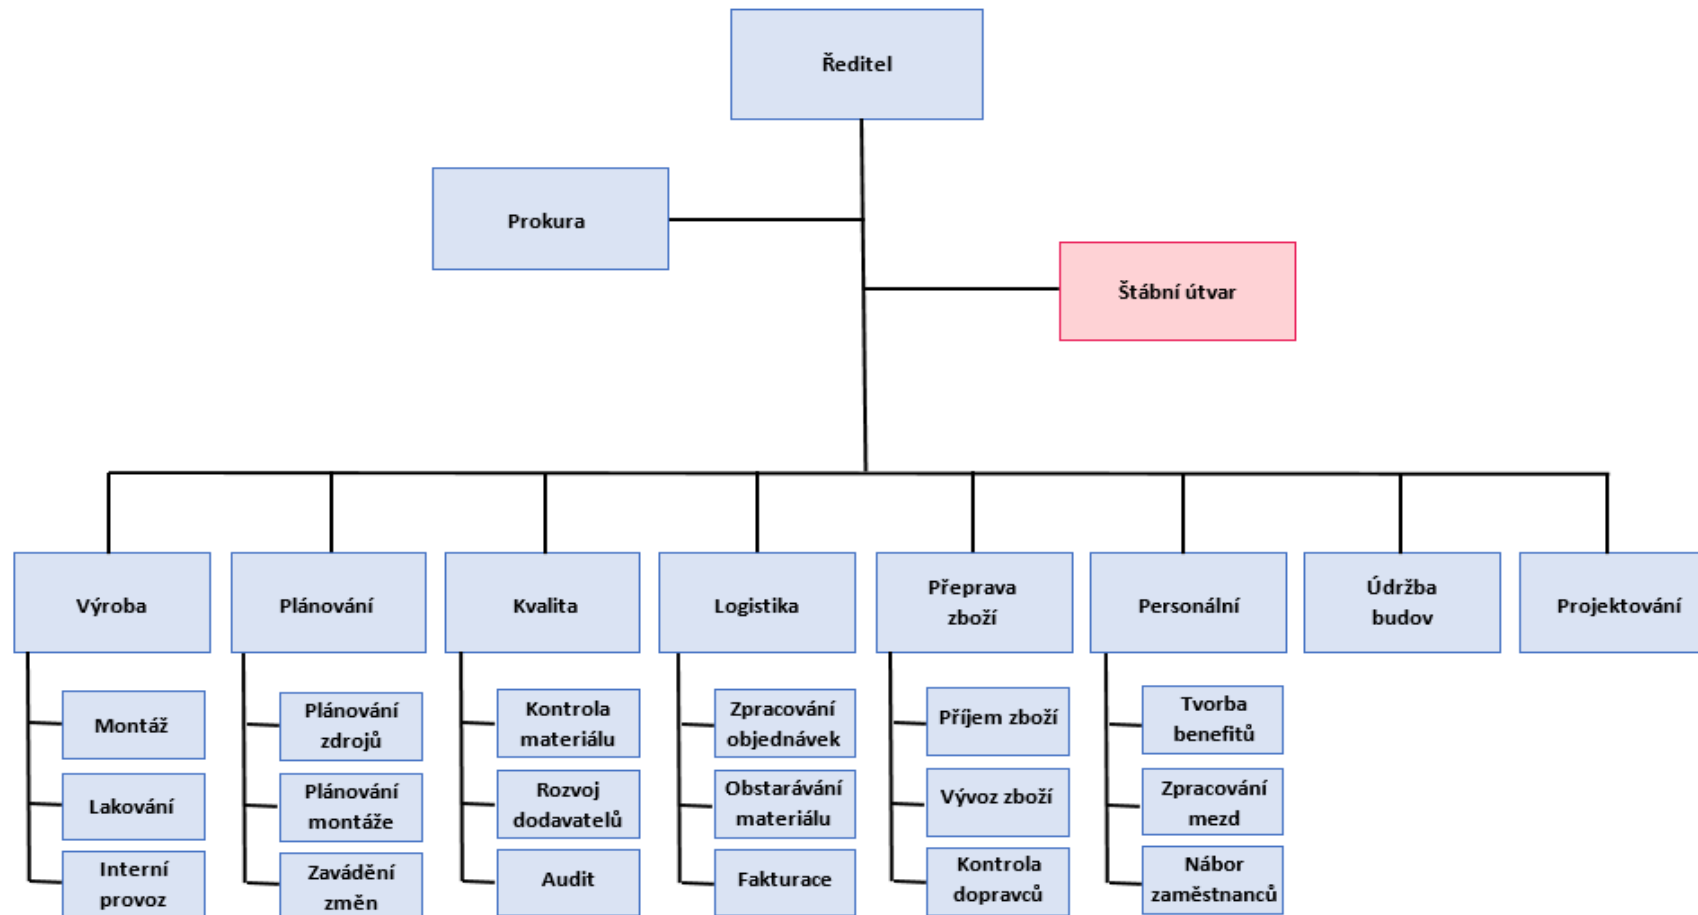 Ředitel
Prokura
Štábní útvar
Výroba
Plánování
Kvalita
Logistika
Přeprava
zboží
Personální
Údržba
budov
Projektování
Montáž
Lakování
Interní
provoz
Plánování
zdrojů
Plánování
montáže
Zavádění
změn
Kontrola
materiálu
Rozvoj
dodavatelů
Audit
Zpracování
objednávek
Obstarávání
materiálu
Fakturace
Příjem zboží
Vývoz zboží
Kontrola
dopravců
Tvorba
benefitů
Zpracování
mezd
Nábor
zaměstnanců